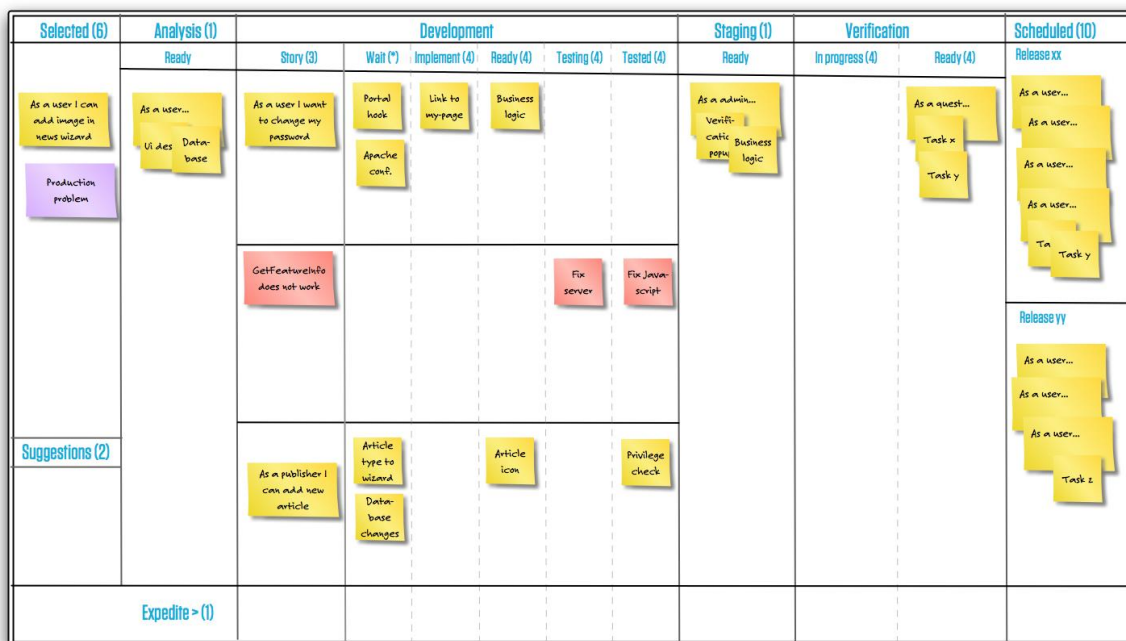 Selected (6)
Analysis (1)
Development
Staging (1)
Verification
Scheduled (10)
Ready
Story (3)
Wait (*)
Implement (4)
Ready (4)
Testing (4)
Tested (4)
Ready
In progress (4)
Ready (4)
Release xx
As a user I can
add image in
news wizard
Production
problem
As a user...
Ui des
Data-
base
As a user I want
to change my
password
Portal
hook
Apache
conf.
Link to
my-page
Business
logic
As a admin...
Verifi-
catio
popu
Business
logic
As a quest...
Task x
Task y
As a user...
As a user...
As a user...
As a user...
Ta
Task y
GetFeatureInfo
does not work
Fix
server
Fix Java-
script
Release yy
As a user...
As a user...
As a user...
Task z
Suggestions (2)
As a publisher I
can add new
article
Article
type to
wizard
Data-
base
changes
Article
icon
Privilege
check
Expedite > (1)